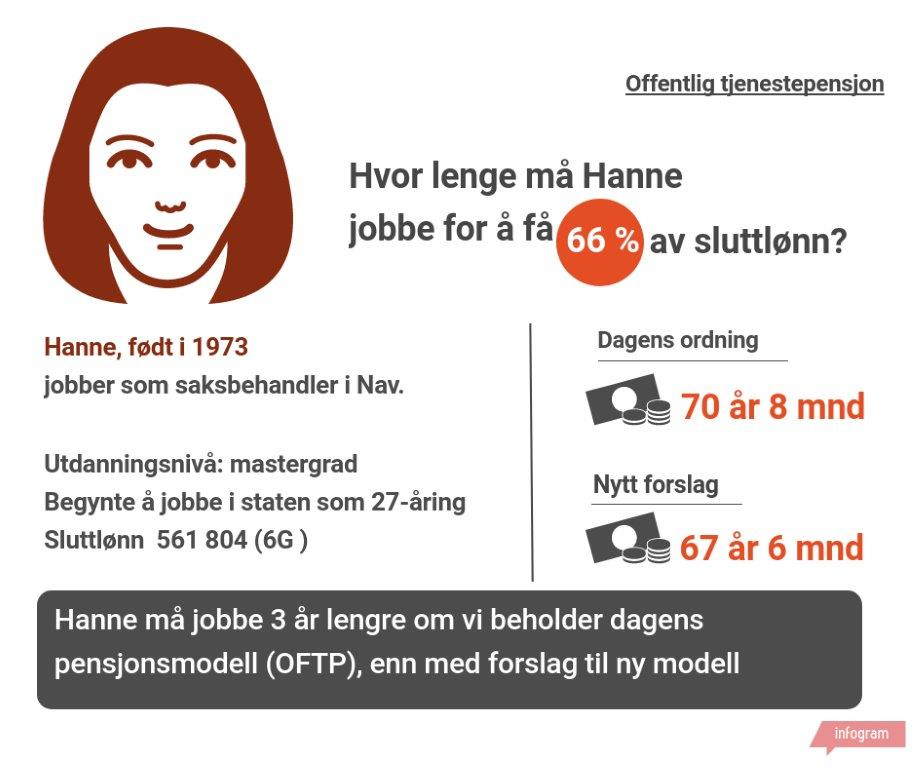 Offentlig tjenestepensjon
Hvor lenge må Hanne
jobbe for å få 66 % av sluttlønn?
Hanne, født i 1973
jobber som saksbehandler i Nav.
Utdanningsnivå: mastergrad
Begynte å jobbe i staten som 27-åring
Sluttlønn 561 804 (6G )
Dagens ordning
70 år 8 mnd
Nytt forslag
67 år 6 mnd
Hanne må jobbe 3 år lengre om vi beholder dagens
pensjonsmodell (OFTP), enn med forslag til ny modell
infogram